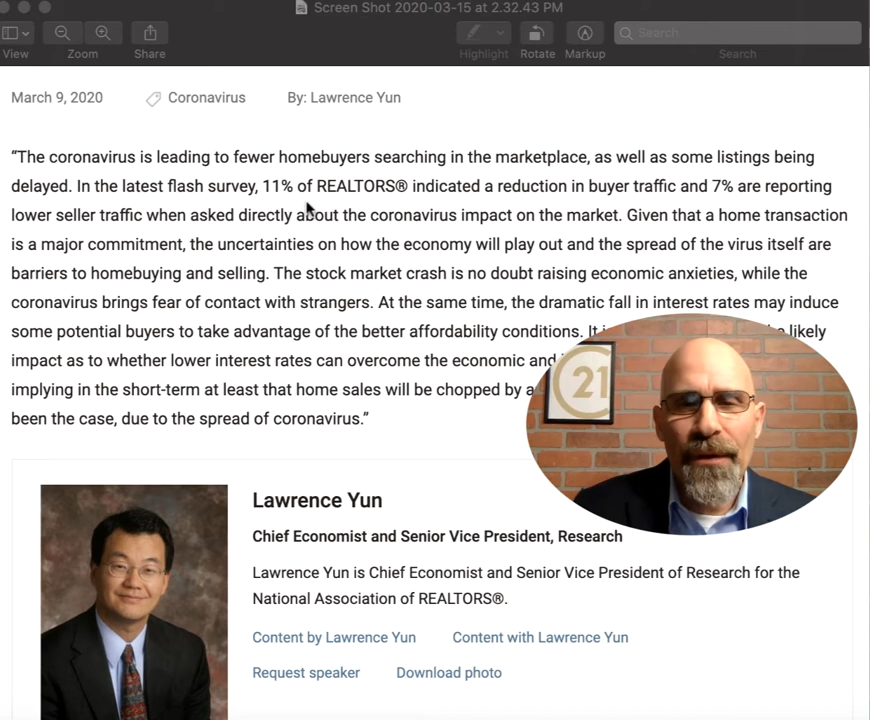 Screen Shot 2020-03-15 at 2.32.43 PM
View Zoom Share Highlight Rotate Markup Search
Search
March 9, 2020 Coronavirus By: Lawrence Yun
“The coronavirus is leading to fewer homebuyers searching in the marketplace, as well as some listings being
delayed. In the latest flash survey, 11% of REALTORS® indicated a reduction in buyer traffic and 7% are reporting
lower seller traffic when asked directly about the coronavirus impact on the market. Given that a home transaction
is a major commitment, the uncertainties on how the economy will play out and the spread of the virus itself are
barriers to homebuying and selling. The stock market crash is no doubt raising economic anxieties, while the
coronavirus brings fear of contact with strangers. At the same time, the dramatic fall in interest rates may induce
some potential buyers to take advantage of the better affordability conditions. likely
impact as to whether lower interest rates can overcome the economic and
implying in the short-term at least that home sales will be chopped by
been the case, due to the spread of coronavirus.”
21
Lawrence Yun
Chief Economist and Senior Vice President, Research
Lawrence Yun is Chief Economist and Senior Vice President of Research for the
National Association of REALTORS®.
Content by Lawrence Yun Content with Lawrence Yun
Request speaker Download photo